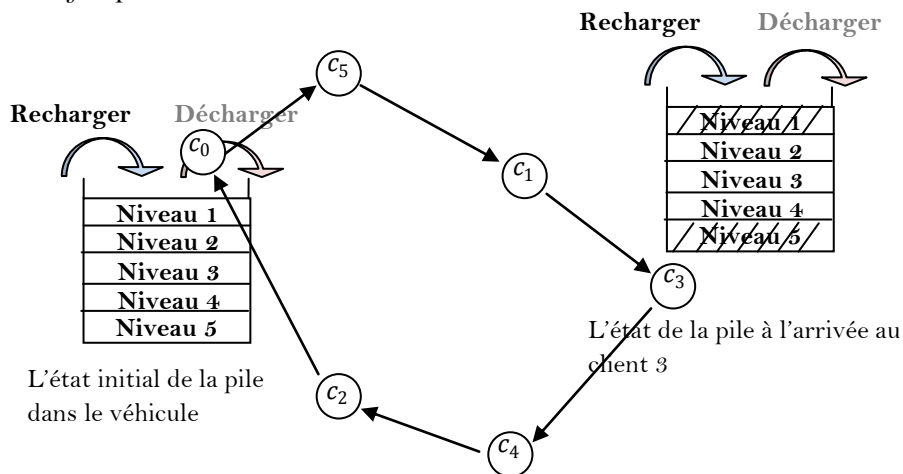 Recharger Décharger
Niveau 1
Niveau 2
Niveau 3
Niveau 4
Niveau 5
L'état de la pile à l'arrivée au
client 3
c5
c1
c3
c4
c2
c0
Recharger Décharger
Niveau 1
Niveau 2
Niveau 3
Niveau 4
Niveau 5
L'état initial de la pile
dans le véhicule